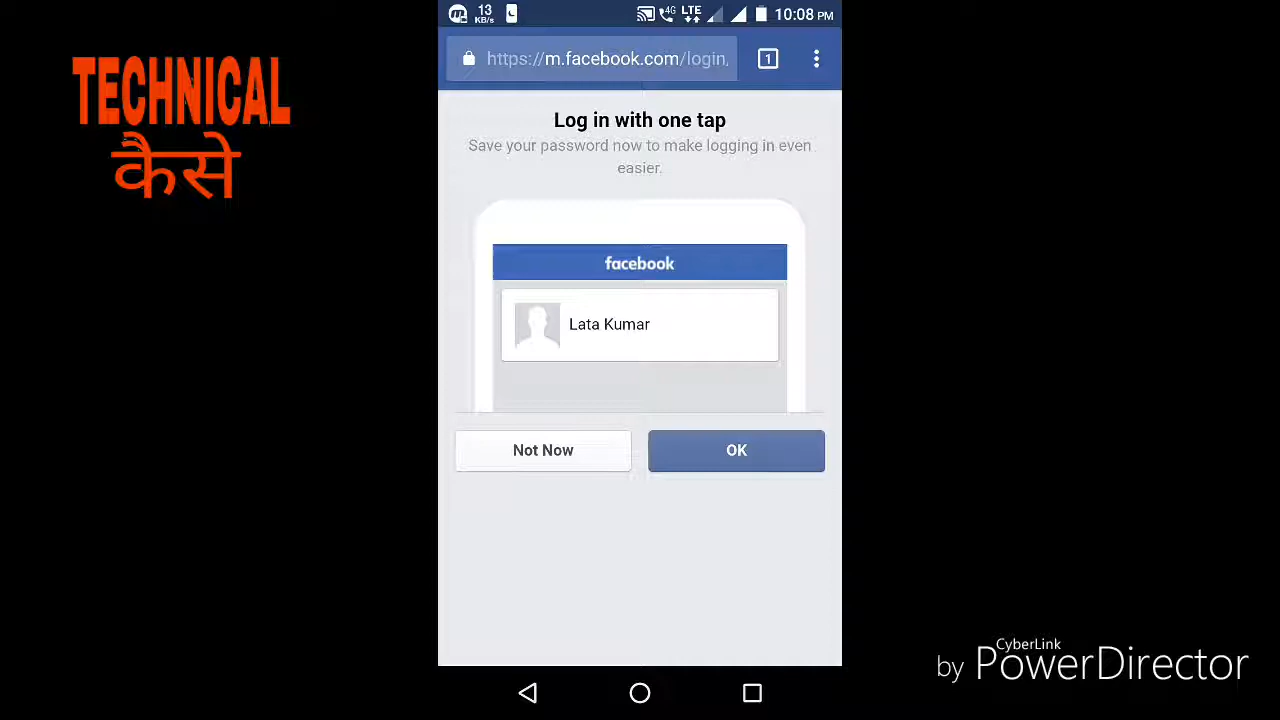 TECHNICAL
कैसे
13
KB/s
4G
LTE
10:08 PM
https://m.facebook.com/login,
1
Log in with one tap
Save your password now to make logging in even
easier.
facebook
Lata Kumar
Not Now
OK
CyberLink
by PowerDirector